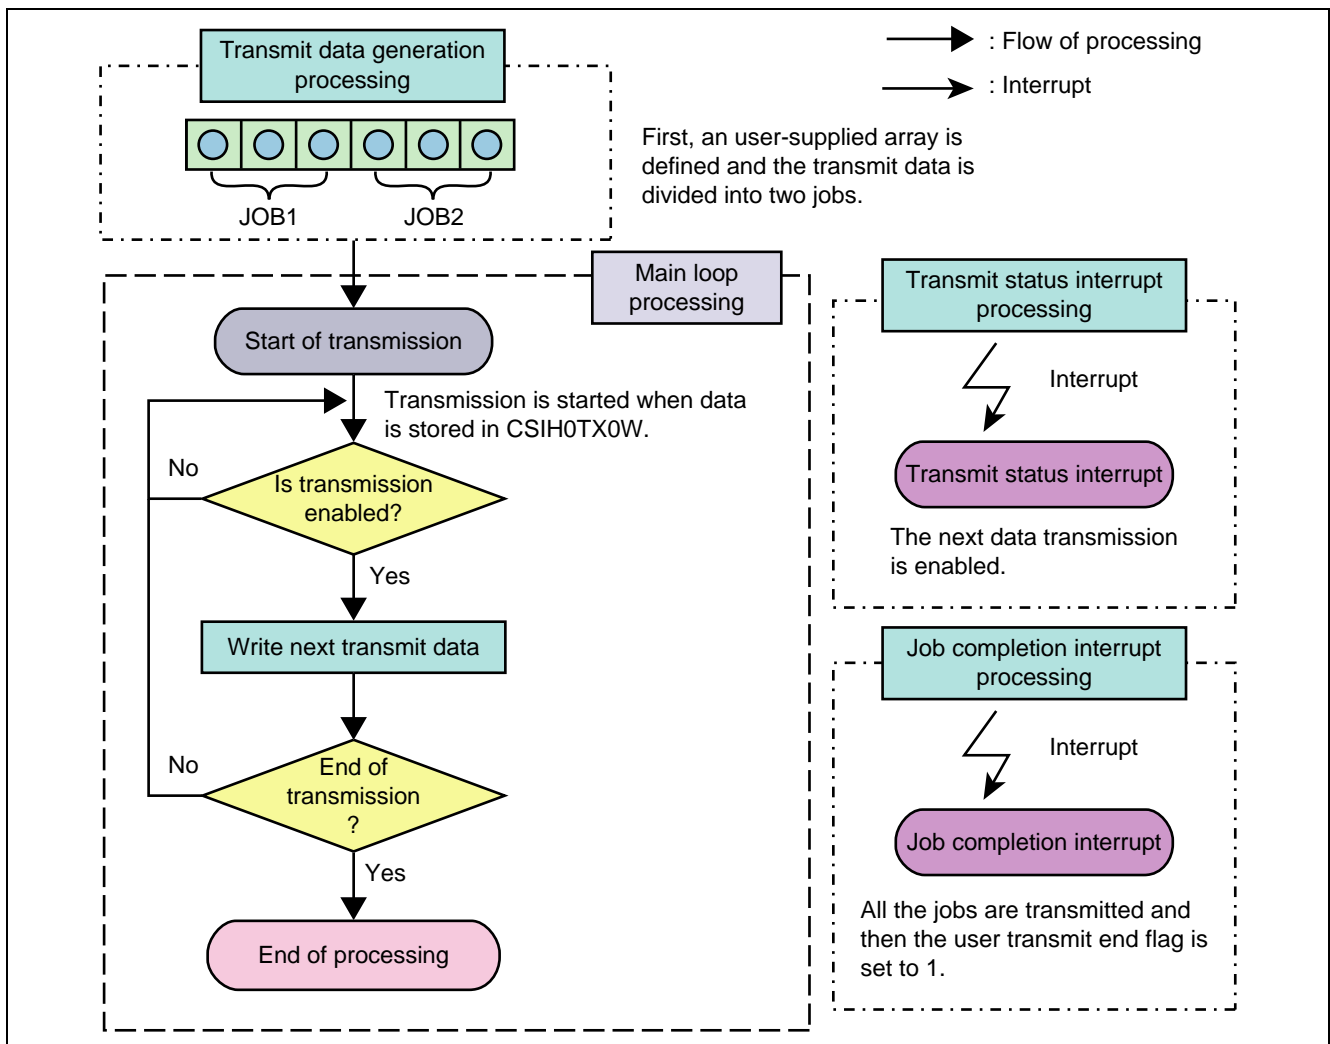 Transmit data generation
processing
: Flow of processing
: Interrupt
First, an user-supplied array is
defined and the transmit data is
divided into two jobs.
JOB1
JOB2
Main loop
processing
Start of transmission
Transmission is started when data
is stored in CSIH0TX0W.
No
Is transmission
enabled?
Yes
Write next transmit data
No
End of
transmission
?
Yes
End of processing
Transmit status interrupt
processing
Interrupt
Transmit status interrupt
The next data transmission
is enabled.
Job completion interrupt
processing
Interrupt
Job completion interrupt
All the jobs are transmitted and
then the user transmit end flag is
set to 1.